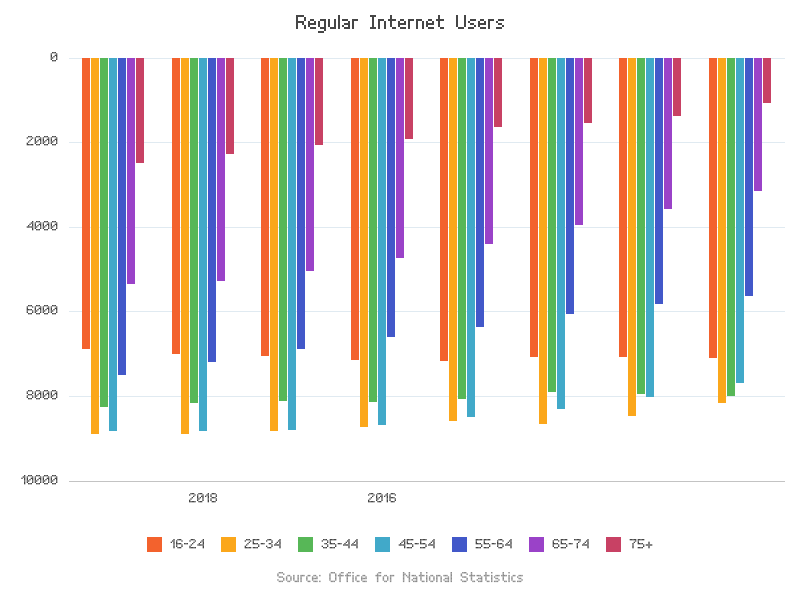 Regular Internet Users
0
2000
4000
6000
8000
10000
2018 2016
16-24 25-34 35-44 45-54 55-64 65-74 75+
Source: Office for National Statistics